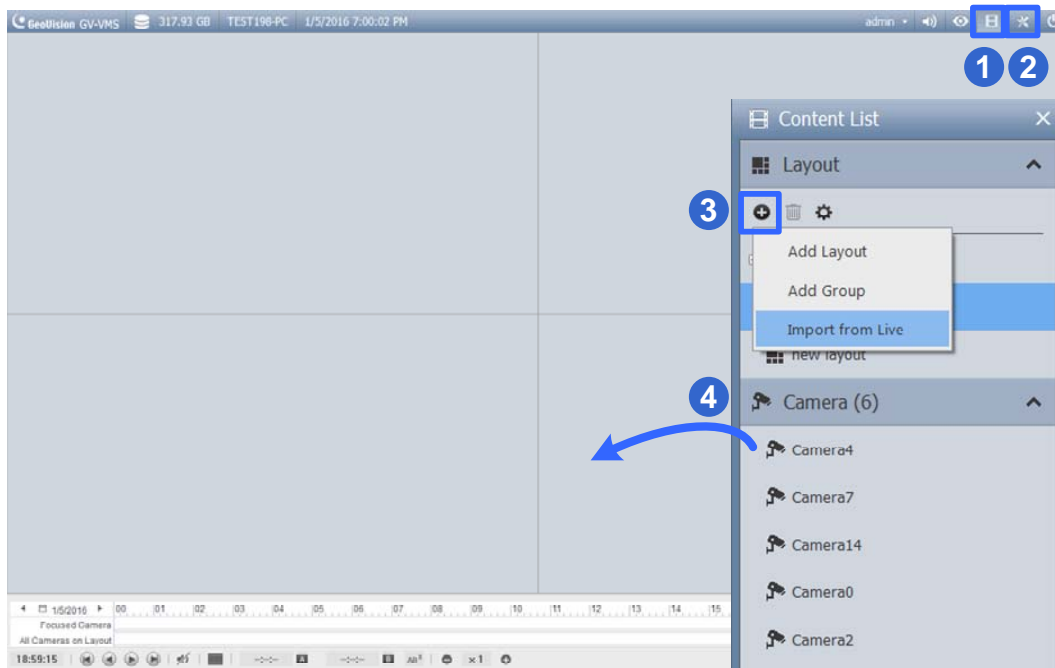 GeoVision GV-VMS 317.93 GB TEST198-PC 1/5/2016 7:00:02 PM admin
1 2
Content List
Layout
3
Add Layout
Add Group
Import from Live
new layout
4
Camera (6)
Camera4
Camera7
Camera14
Camera0
Camera2
1/5/2016 00 01 02 03 04 05 06 07 08 09 10 11 12 13 14 15
Focused Camera
All Cameras on Layout
18:59:15 --:--:-- A --:--:-- B x 1